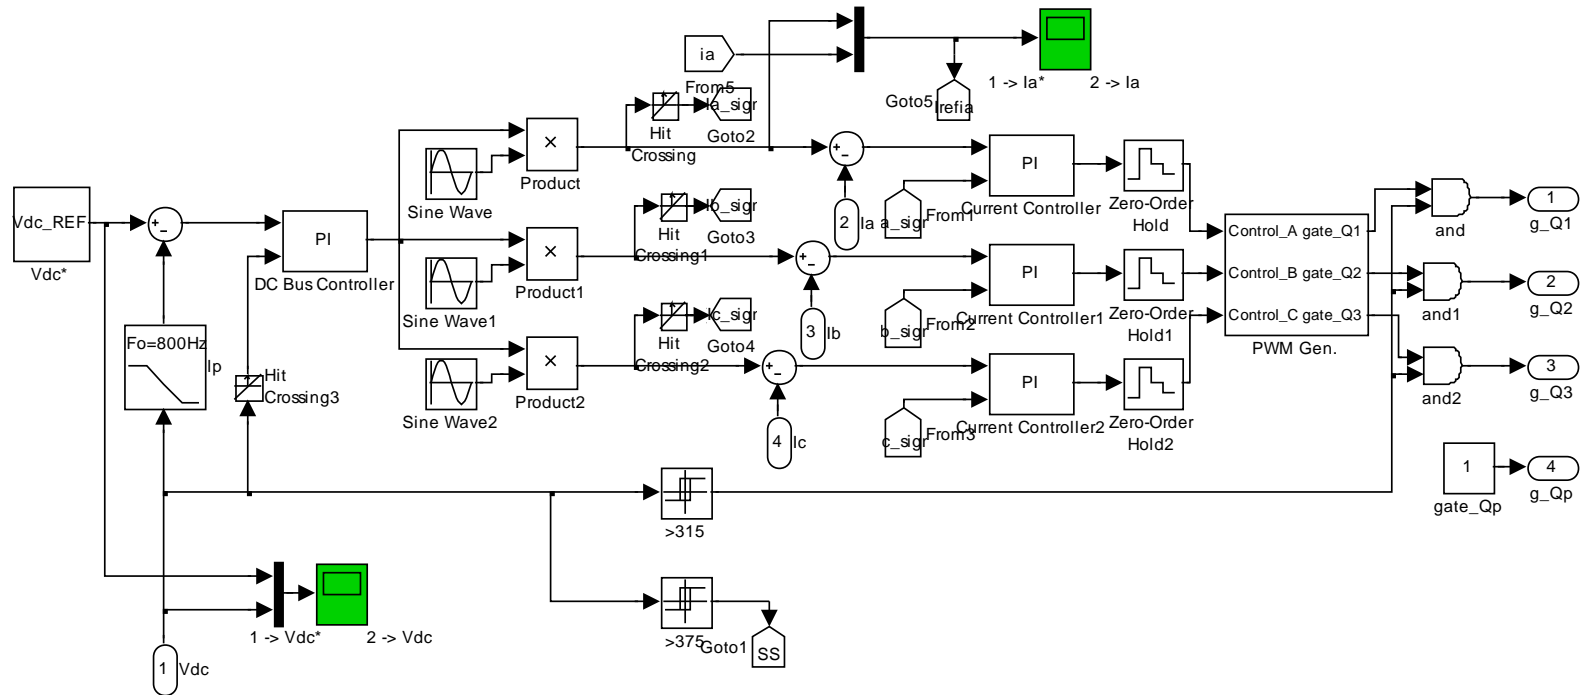 ia
From5
1 -> Ia*
2 -> Ia
Goto5
Irefia
Ia_sigr
Hit
Crossing
Goto2
×
Product
Sine Wave
+
−
2
Ia
a_sigr
From1
PI
Current Controller
Zero-Order
Hold
Vdc_REF
Vdc*
+
−
PI
DC Bus Controller
Ib_sigr
Hit
Crossing1
Goto3
×
Product1
Sine Wave1
+
−
3
Ib
b_sigr
From2
PI
Current Controller1
Zero-Order
Hold1
Control_A gate_Q1
Control_B gate_Q2
Control_C gate_Q3
PWM Gen.
and
1
g_Q1
and1
2
g_Q2
and2
3
g_Q3
Fo=800Hz
lp
Hit
Crossing3
Ic_sigr
Hit
Crossing2
Goto4
×
Product2
Sine Wave2
+
−
4
Ic
c_sigr
From3
PI
Current Controller2
Zero-Order
Hold2
1
gate_Qp
4
g_Qp
>315
1 -> Vdc*
2 -> Vdc
>375
Goto1
SS
1
Vdc